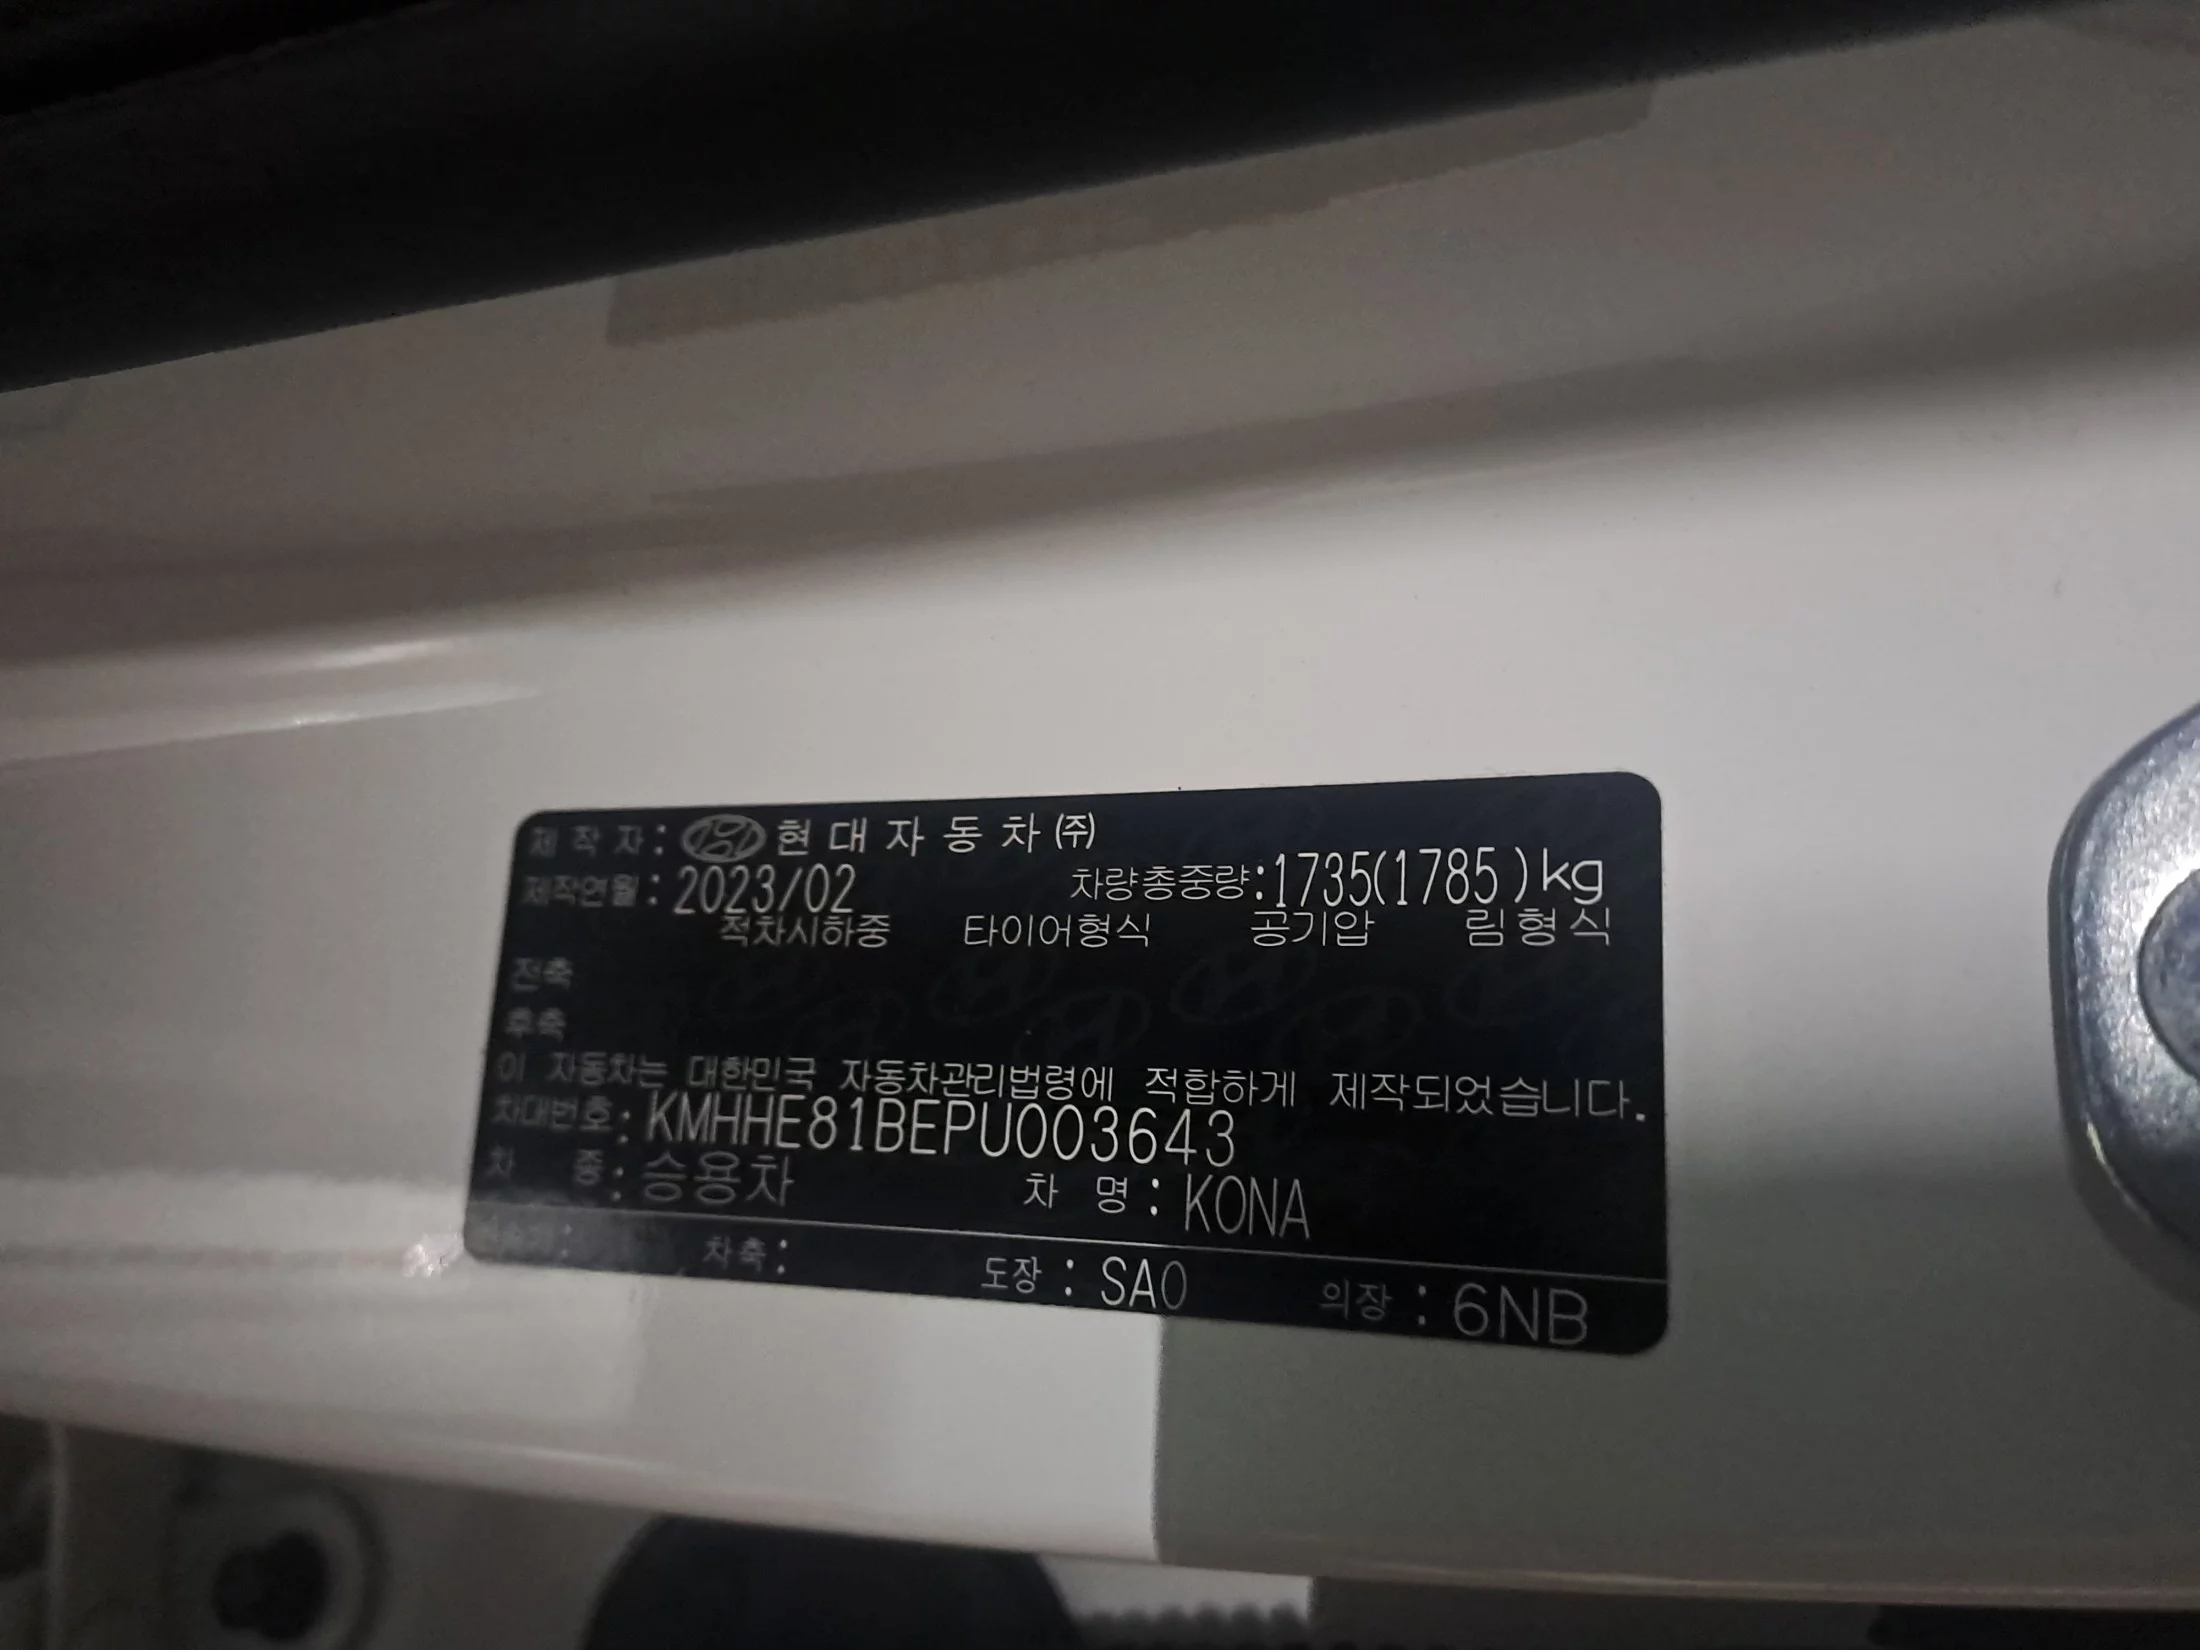 제 작 자 : 현 대 자 동 차 (주)
제작연월 : 2023/02 차량총중량:1735(1785)kg
적차시하중 타이어형식 공기압 림형식
전축
후축
이 자동차는 대한민국 자동차관리법령에 적합하게 제작되었습니다.
차대번호 : KMHHE81BEPU003643
차 종 : 승용차 차 명 : KONA
차축 : 도장 : SAO 의장 : 6NB